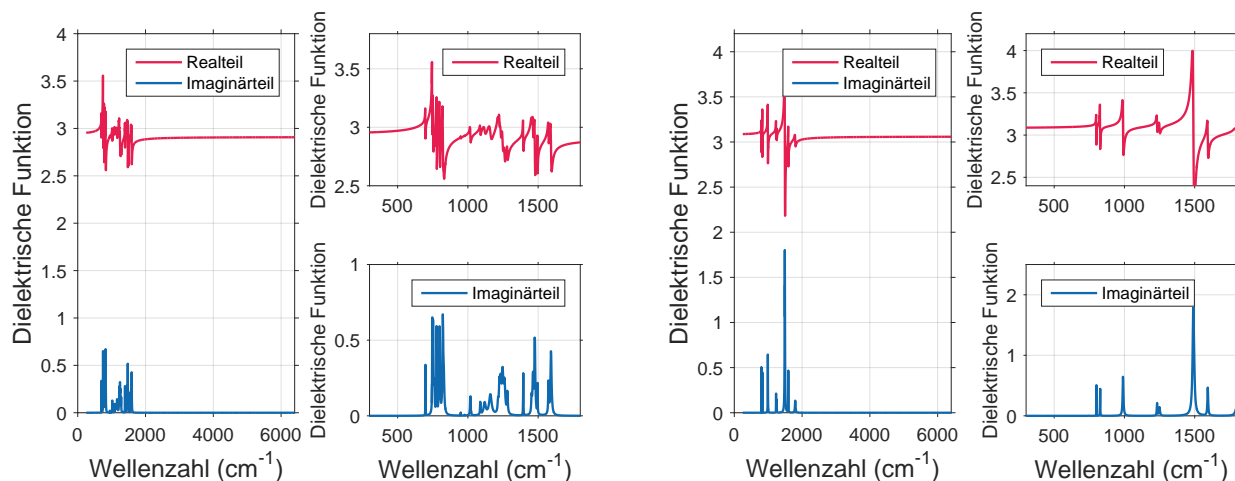 Dielektrische Funktion
4
3.5
3
2.5
2
1.5
1
0.5
0
0 2000 4000 6000
Wellenzahl (cm⁻¹)
Realteil
Imaginärteil
Dielektrische Funktion
3.5
3
2.5
500 1000 1500
Realteil
Dielektrische Funktion
1
0.5
0
500 1000 1500
Wellenzahl (cm⁻¹)
Imaginärteil
Dielektrische Funktion
4
3.5
3
2.5
2
1.5
1
0.5
0
0 2000 4000 6000
Wellenzahl (cm⁻¹)
Realteil
Imaginärteil
Dielektrische Funktion
4
3.5
3
2.5
500 1000 1500
Realteil
Dielektrische Funktion
2
1
0
500 1000 1500
Wellenzahl (cm⁻¹)
Imaginärteil